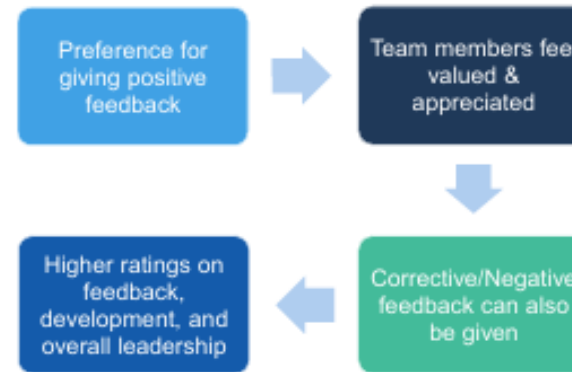 Preference for
giving positive
feedback
Team members fee
valued &
appreciated
Corrective/Negative
feedback can also
be given
Higher ratings on
feedback,
development, and
overall leadership